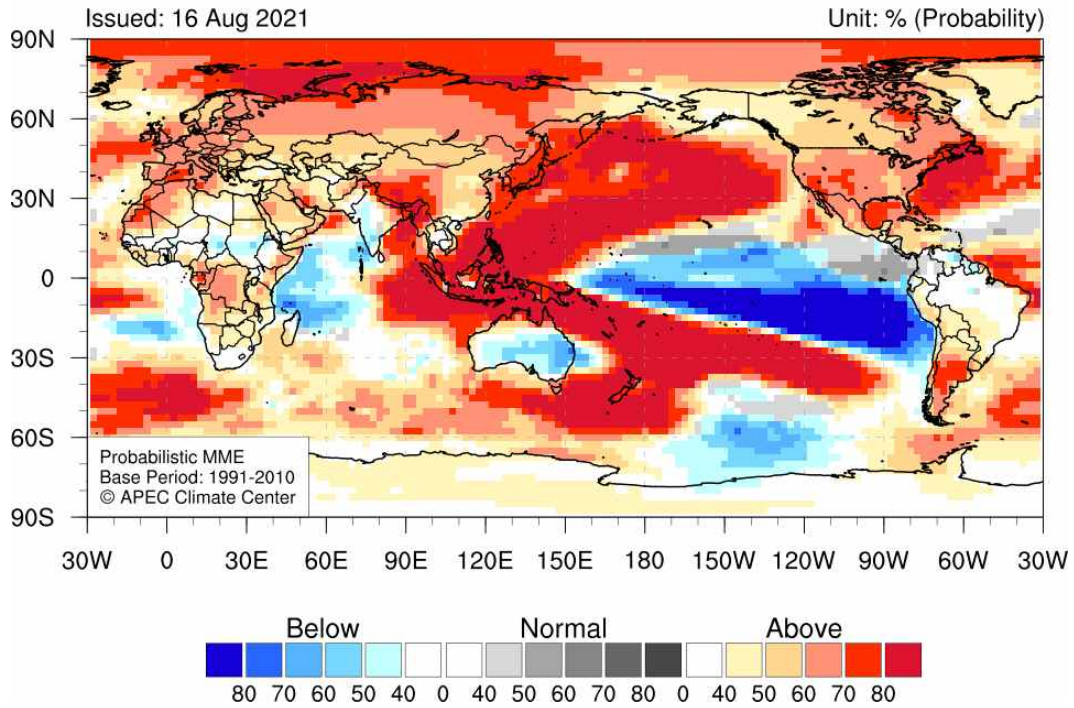 Issued: 16 Aug 2021 Unit: % (Probability)
90N
60N
30N
0
30S
60S
90S
Probabilistic MME
Base Period: 1991-2010
© APEC Climate Center
30W 0 30E 60E 90E 120E 150E 180 150W 120W 90W 60W 30W
Below Normal Above
80 70 60 50 40 0 40 50 60 70 80 0 40 50 60 70 80